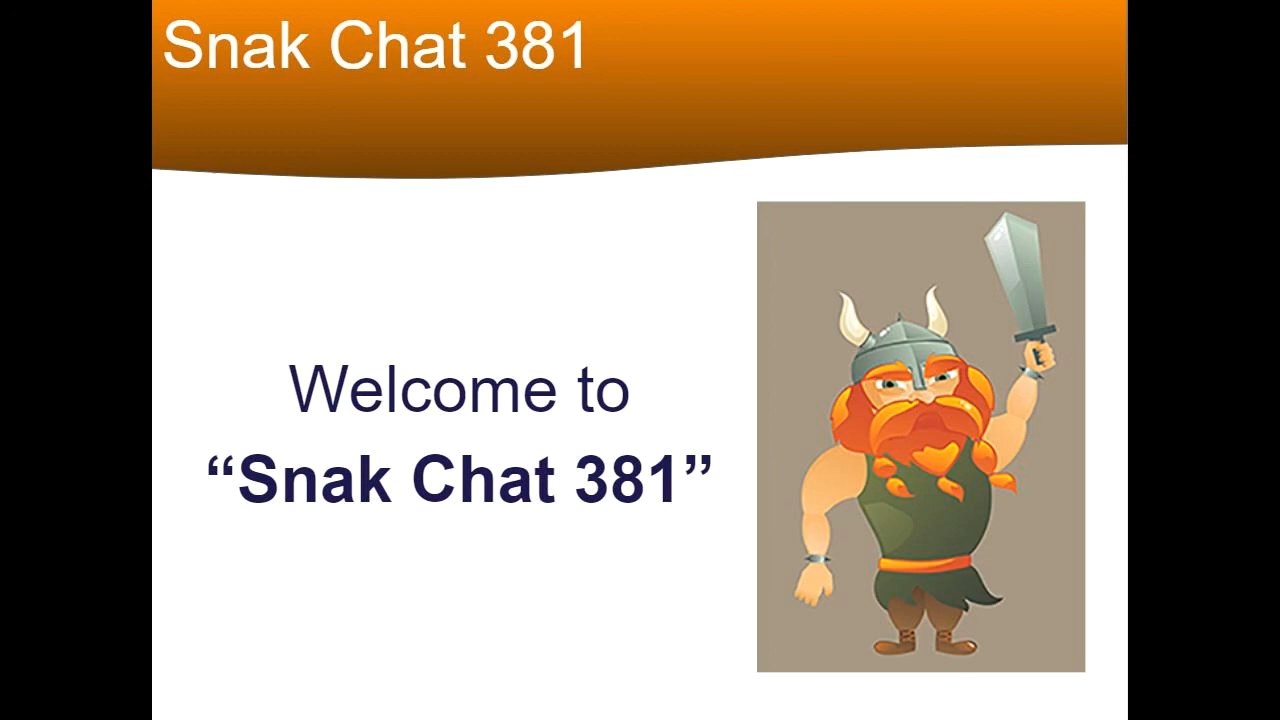 Snak Chat 381
Welcome to
“Snak Chat 381”